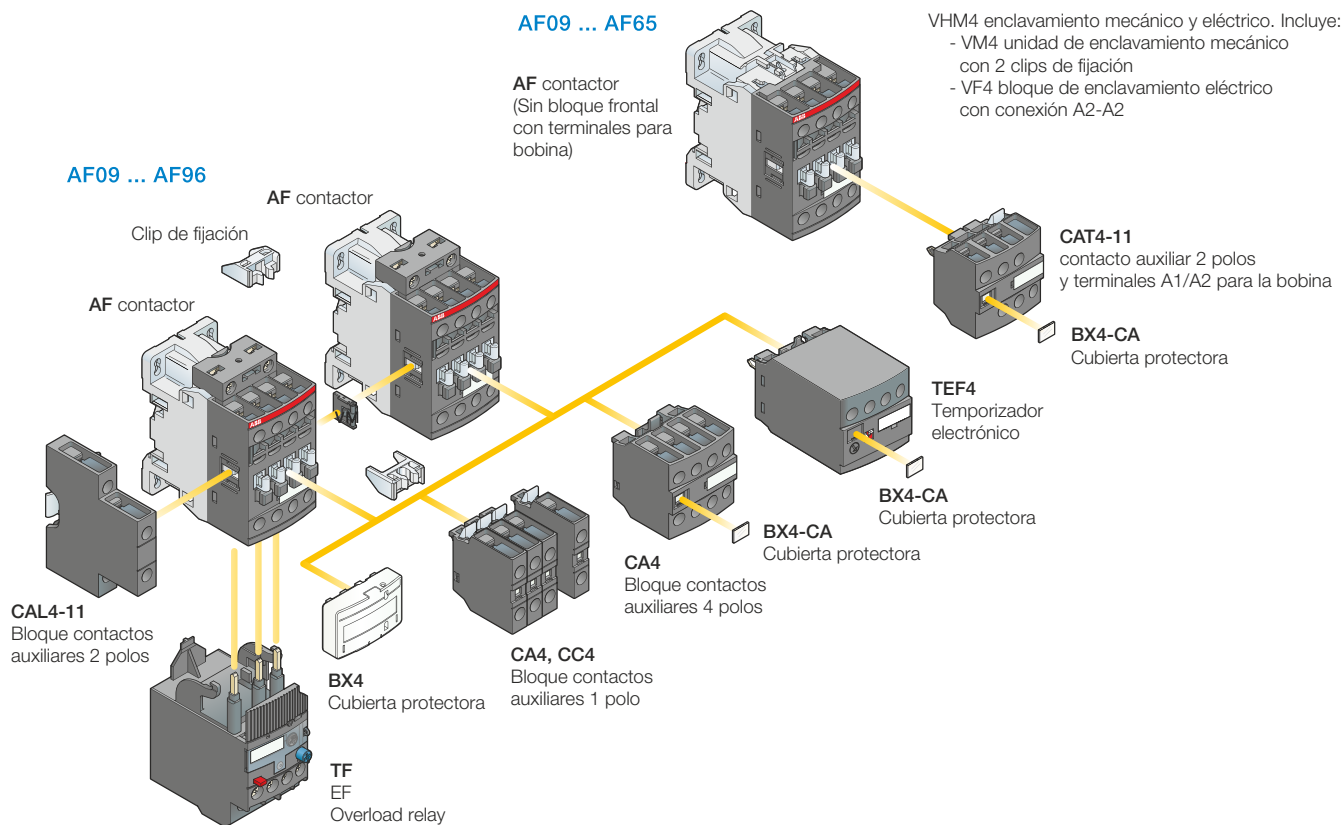 AF09 ... AF65
AF contactor
(Sin bloque frontal
con terminales para
bobina)
VHM4 enclavamiento mecánico y eléctrico. Incluye:
- VM4 unidad de enclavamiento mecánico
con 2 clips de fijación
- VF4 bloque de enclavamiento eléctrico
con conexión A2-A2
ABB
AF09 ... AF96
AF contactor
Clip de fijación
AF contactor
ABB
ABB
VM
CAT4-11
contacto auxiliar 2 polos
y terminales A1/A2 para la bobina
BX4-CA
Cubierta protectora
TEF4
Temporizador
electrónico
BX4-CA
Cubierta protectora
BX4-CA
Cubierta protectora
CA4
Bloque contactos
auxiliares 4 polos
CAL4-11
Bloque contactos
auxiliares 2 polos
CA4, CC4
Bloque contactos
auxiliares 1 polo
BX4
Cubierta protectora
TF
EF
Overload relay